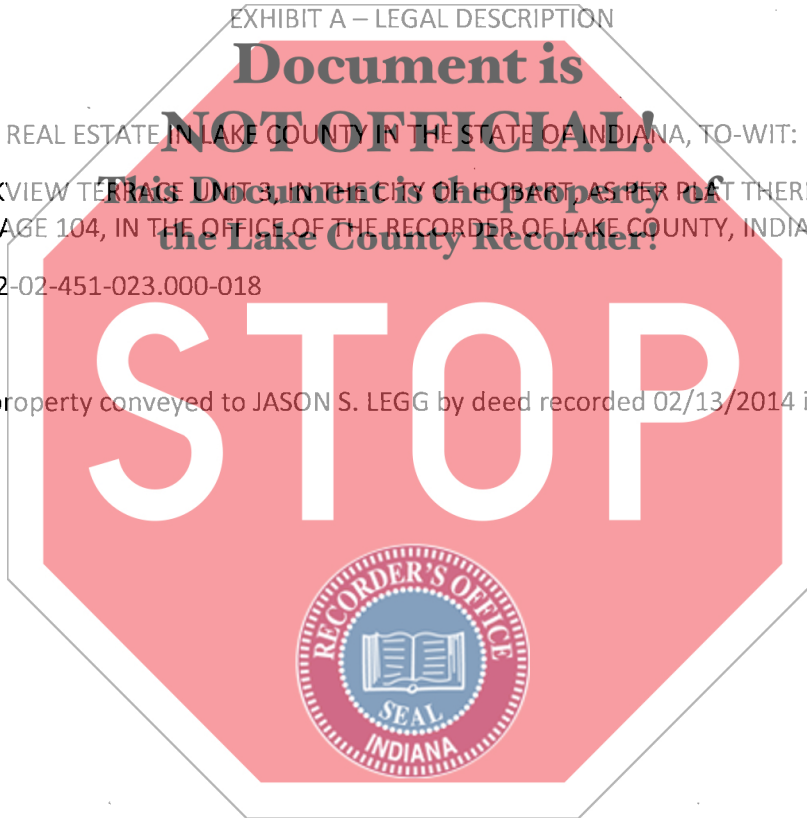 EXHIBIT A – LEGAL DESCRIPTION
Document is
NOT OFFICIAL!
REAL ESTATE IN LAKE COUNTY IN THE STATE OF INDIANA, TO-WIT:
This Document is the property of
KVIEW TERRACE UNIT 3, IN THE CITY OF HOBART, AS PER PLAT THERE
the Lake County Recorder!
AGE 104, IN THE OFFICE OF THE RECORDER OF LAKE COUNTY, INDIA
2-02-451-023.000-018
STOP
property conveyed to JASON S. LEGG by deed recorded 02/13/2014 i
RECORDER'S OFFICE
SEAL
INDIANA